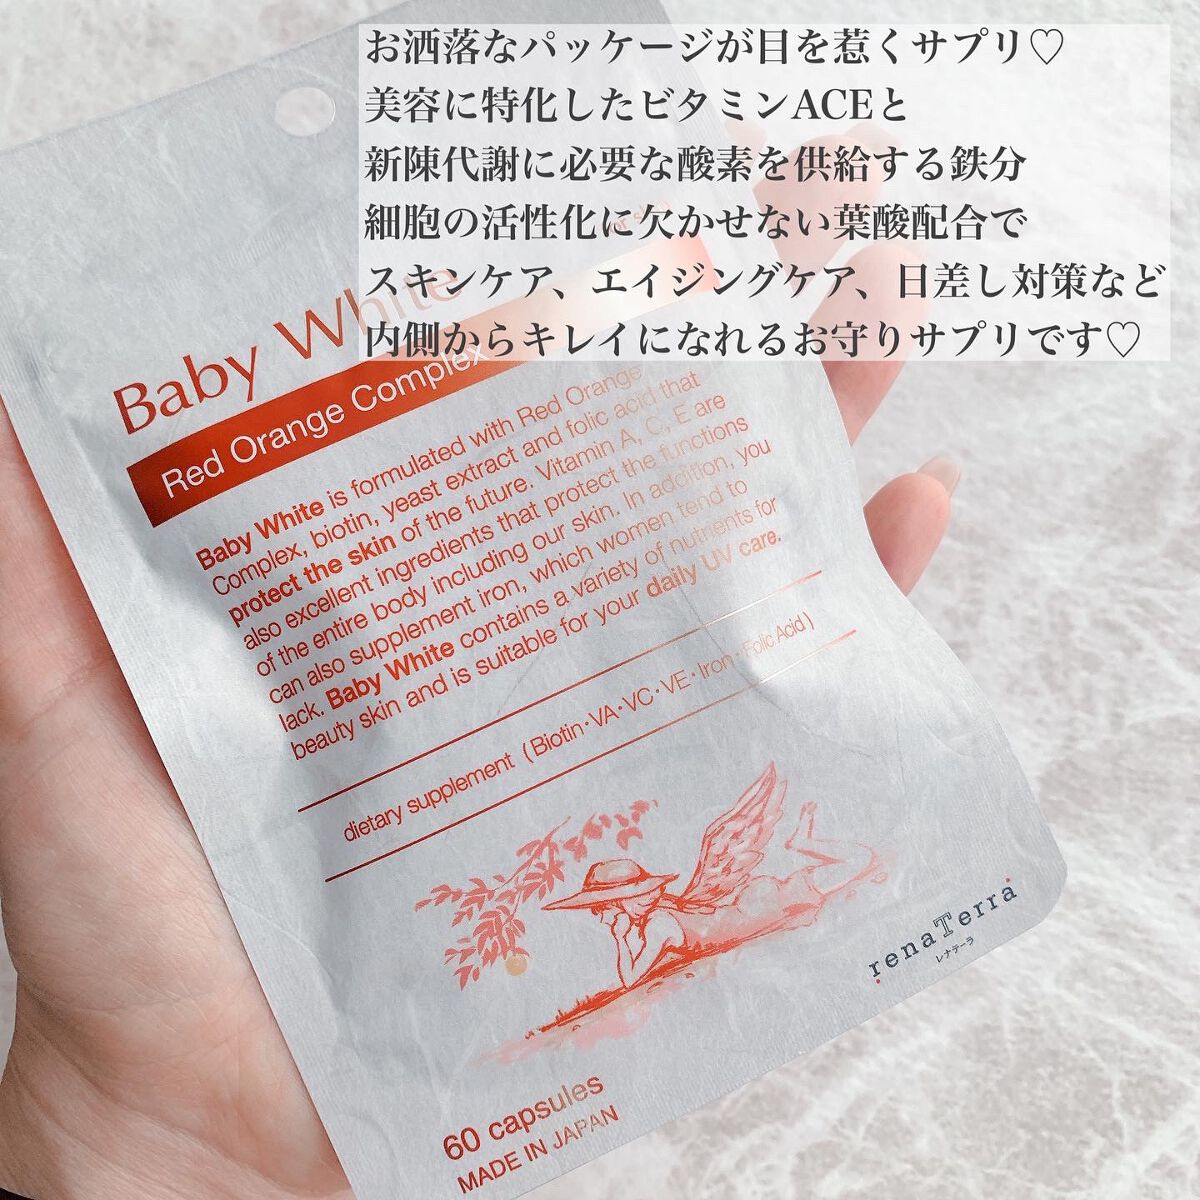 お洒落なパッケージが目を惹くサプリ♡
美容に特化したビタミンACEと
新陳代謝に必要な酸素を供給する鉄分
細胞の活性化に欠かせない葉酸配合で
スキンケア、エイジングケア、日差し対策など
内側からキレイになれるお守りサプリです♡
for skin
Baby White
Red Orange Complex
Baby White is formulated with Red Orange
Complex, biotin, yeast extract and folic acid that
protect the skin of the future. Vitamin A, C, E are
also excellent ingredients that protect the functions
of the entire body including our skin. In addition, you
can also supplement iron, which women tend to
lack. Baby White contains a variety of nutrients for
beauty skin and is suitable for your daily UV care.
dietary supplement ( Biotin・VA・VC・VE・Iron・Folic Acid )
renaTerra
レナテーラ
60 capsules
MADE IN JAPAN